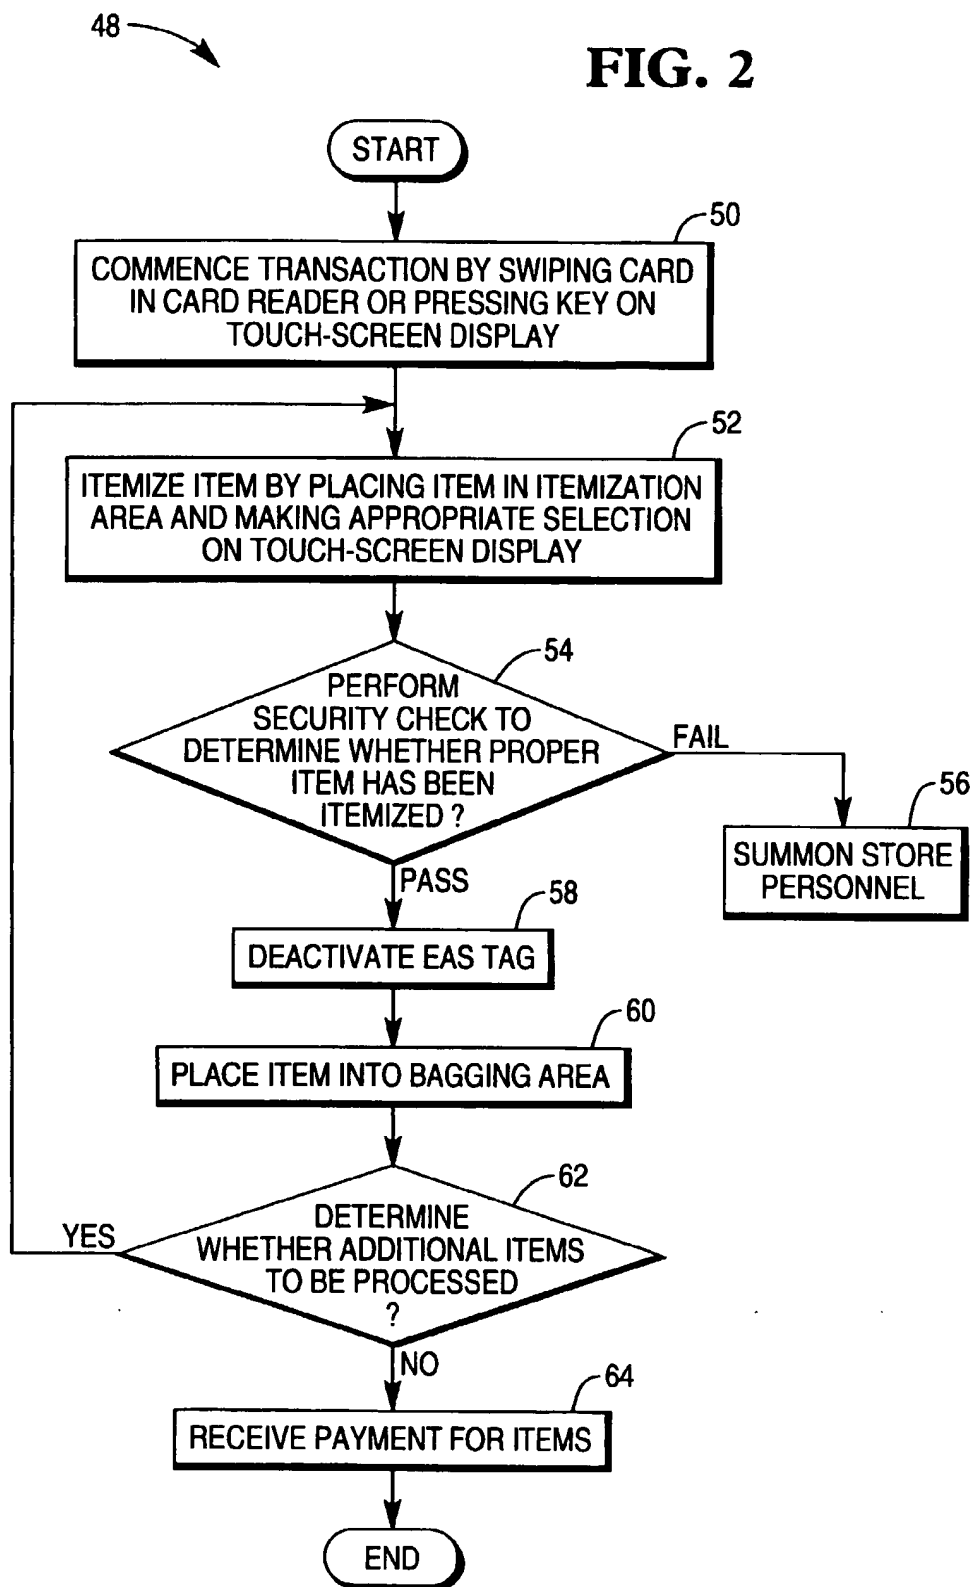 48
FIG. 2
START
50
COMMENCE TRANSACTION BY SWIPING CARD
IN CARD READER OR PRESSING KEY ON
TOUCH-SCREEN DISPLAY
52
ITEMIZE ITEM BY PLACING ITEM IN ITEMIZATION
AREA AND MAKING APPROPRIATE SELECTION
ON TOUCH-SCREEN DISPLAY
54
PERFORM
SECURITY CHECK TO
DETERMINE WHETHER PROPER
ITEM HAS BEEN
ITEMIZED ?
FAIL
56
SUMMON STORE
PERSONNEL
PASS
58
DEACTIVATE EAS TAG
60
PLACE ITEM INTO BAGGING AREA
62
DETERMINE
WHETHER ADDITIONAL ITEMS
TO BE PROCESSED
?
YES
NO
64
RECEIVE PAYMENT FOR ITEMS
END